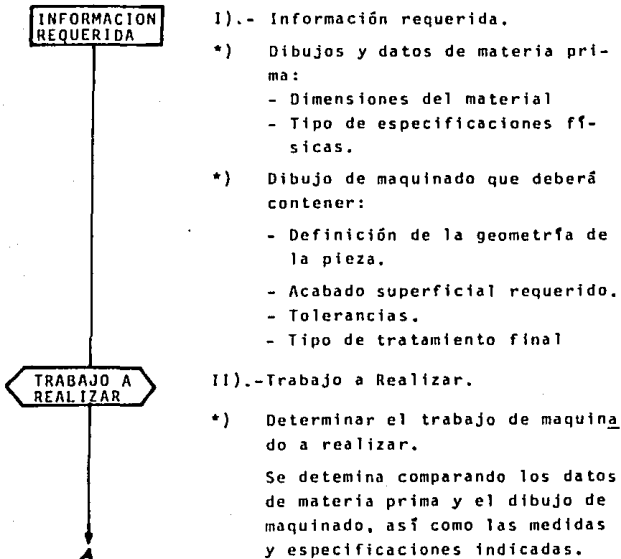 INFORMACION
REQUERIDA
I).- Información requerida.
*) Dibujos y datos de materia pri-
ma:
- Dimensiones del material
- Tipo de especificaciones fí-
sicas.
*) Dibujo de maquinado que deberá
contener:
- Definición de la geometría de
la pieza.
- Acabado superficial requerido.
- Tolerancias.
- Tipo de tratamiento final
TRABAJO A
REALIZAR
II).-Trabajo a Realizar.
*) Determinar el trabajo de maquina
do a realizar.
Se detemina comparando los datos
de materia prima y el dibujo de
maquinado, así como las medidas
y especificaciones indicadas.
A